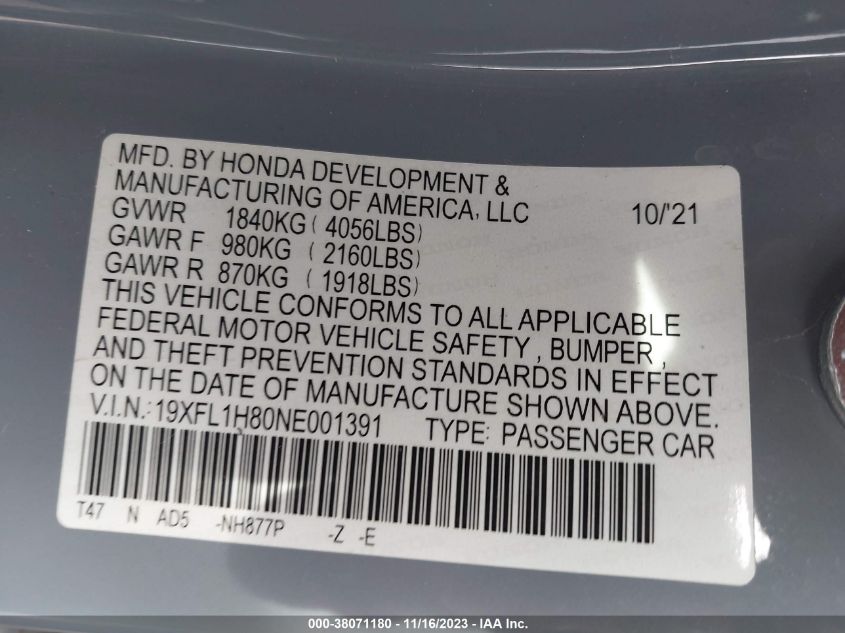 MFD. BY HONDA DEVELOPMENT &
MANUFACTURING OF AMERICA, LLC 10/'21
GVWR 1840KG ( 4056LBS)
GAWR F 980KG ( 2160LBS)
GAWR R 870KG ( 1918LBS)
THIS VEHICLE CONFORMS TO ALL APPLICABLE
FEDERAL MOTOR VEHICLE SAFETY , BUMPER ,
AND THEFT PREVENTION STANDARDS IN EFFECT
ON THE DATE OF MANUFACTURE SHOWN ABOVE.
V.I.N.:19XFL1H80NE001391 TYPE: PASSENGER CAR
T47 N AD5 -NH877P -Z -E
000-38071180 - 11/16/2023 - IAA Inc.